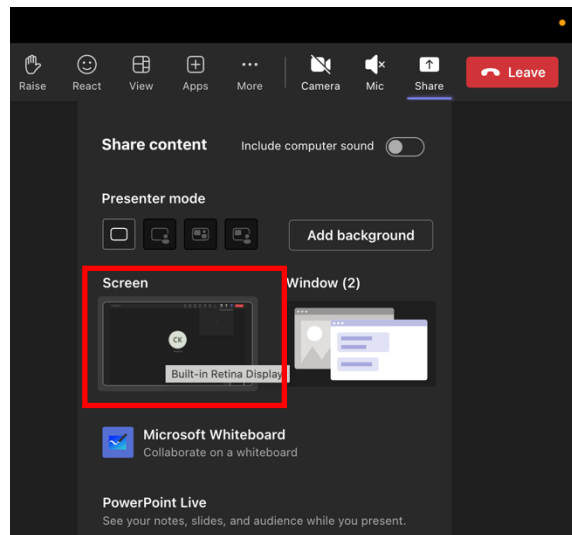 Raise React View Apps More Camera Mic Share Leave
Share content Include computer sound
Presenter mode
Add background
Screen Window (2)
CK
Built-in Retina Display
Microsoft Whiteboard
Collaborate on a whiteboard
PowerPoint Live
See your notes, slides, and audience while you present.